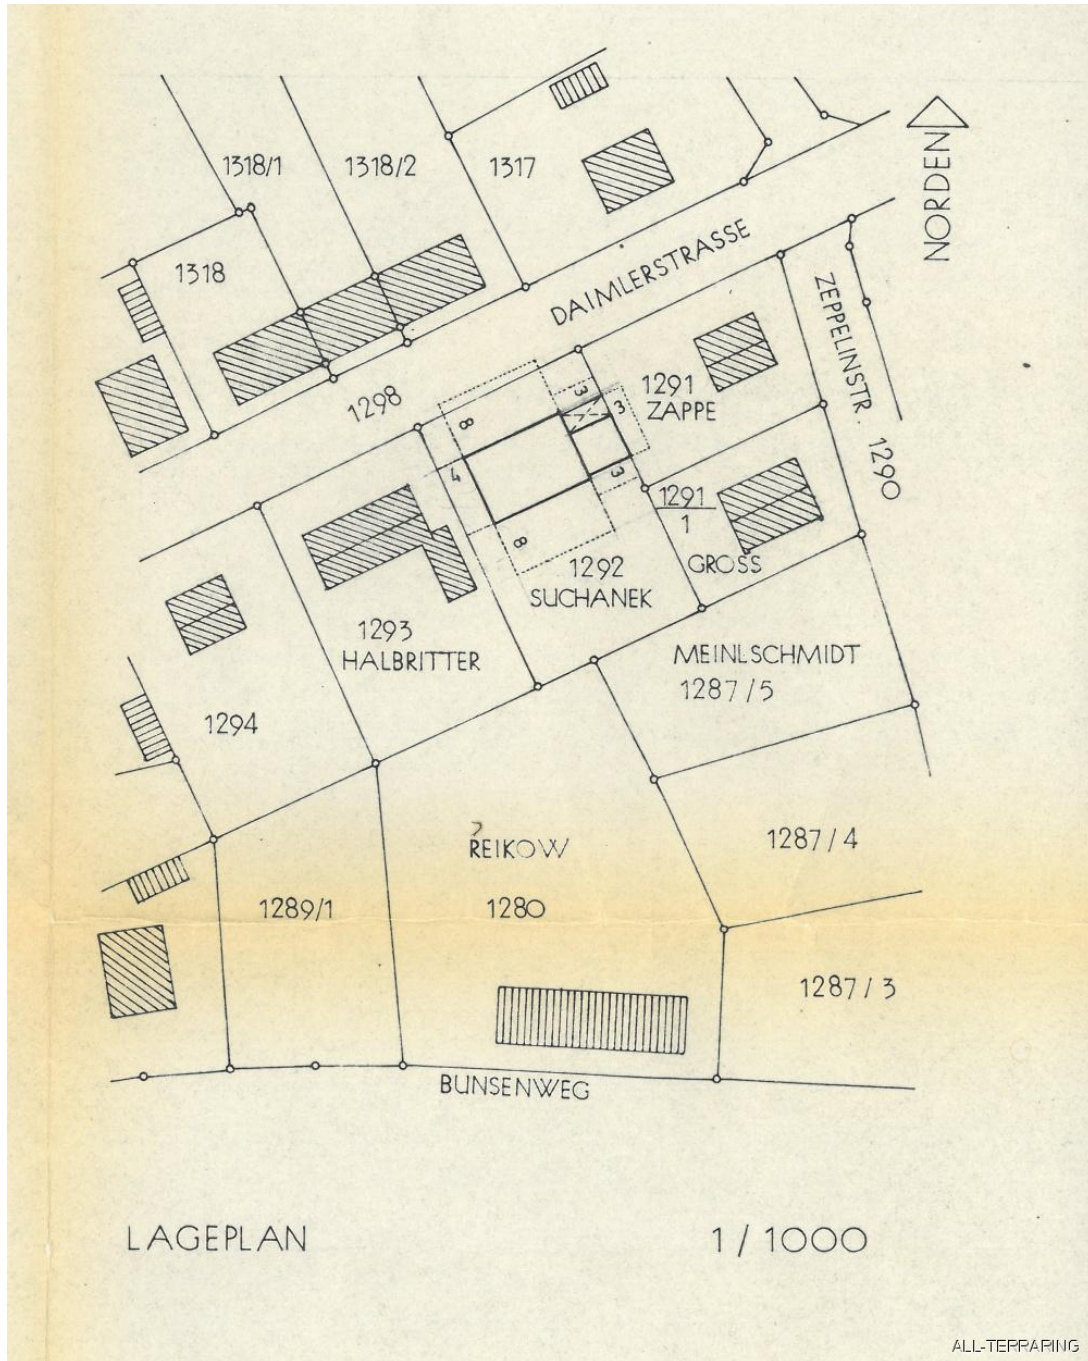 1318/1
1318/2
1317
NORDEN
1318
DAIMLERSTRASSE
ZEPPELINSTR. 1290
1298
1291
ZAPPE
8
3
3
4
3
8
1291
1
GROSS
1292
SUCHANEK
1293
HALBRITTER
MEINLSCHMIDT
1287/5
1294
REIKOW
1287/4
1289/1
1280
1287/3
BUNSENWEG
LAGEPLAN
1/1000
ALL-TERRARING